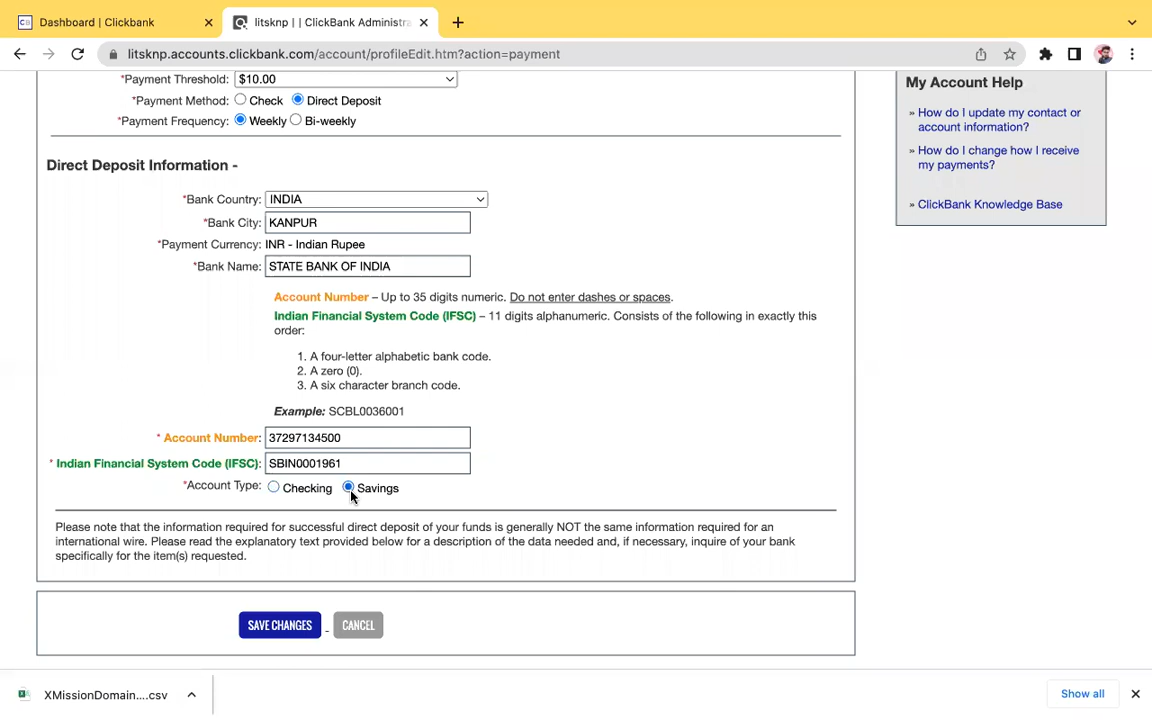 Dashboard | Clickbank
litsknp | | ClickBank Administra
litsknp.accounts.clickbank.com/account/profileEdit.htm?action=payment
*Payment Threshold: $10.00
*Payment Method: Check Direct Deposit
*Payment Frequency: Weekly Bi-weekly
Direct Deposit Information -
*Bank Country: INDIA
*Bank City: KANPUR
*Payment Currency: INR - Indian Rupee
*Bank Name: STATE BANK OF INDIA
Account Number – Up to 35 digits numeric. Do not enter dashes or spaces.
Indian Financial System Code (IFSC) – 11 digits alphanumeric. Consists of the following in exactly this
order:
1. A four-letter alphabetic bank code.
2. A zero (0).
3. A six character branch code.
Example: SCBL0036001
* Account Number: 37297134500
* Indian Financial System Code (IFSC): SBIN0001961
*Account Type: Checking Savings
Please note that the information required for successful direct deposit of your funds is generally NOT the same information required for an
international wire. Please read the explanatory text provided below for a description of the data needed and, if necessary, inquire of your bank
specifically for the item(s) requested.
SAVE CHANGES - CANCEL
My Account Help
» How do I update my contact or
account information?
» How do I change how I receive
my payments?
» ClickBank Knowledge Base
XMissionDomain....csv
Show all